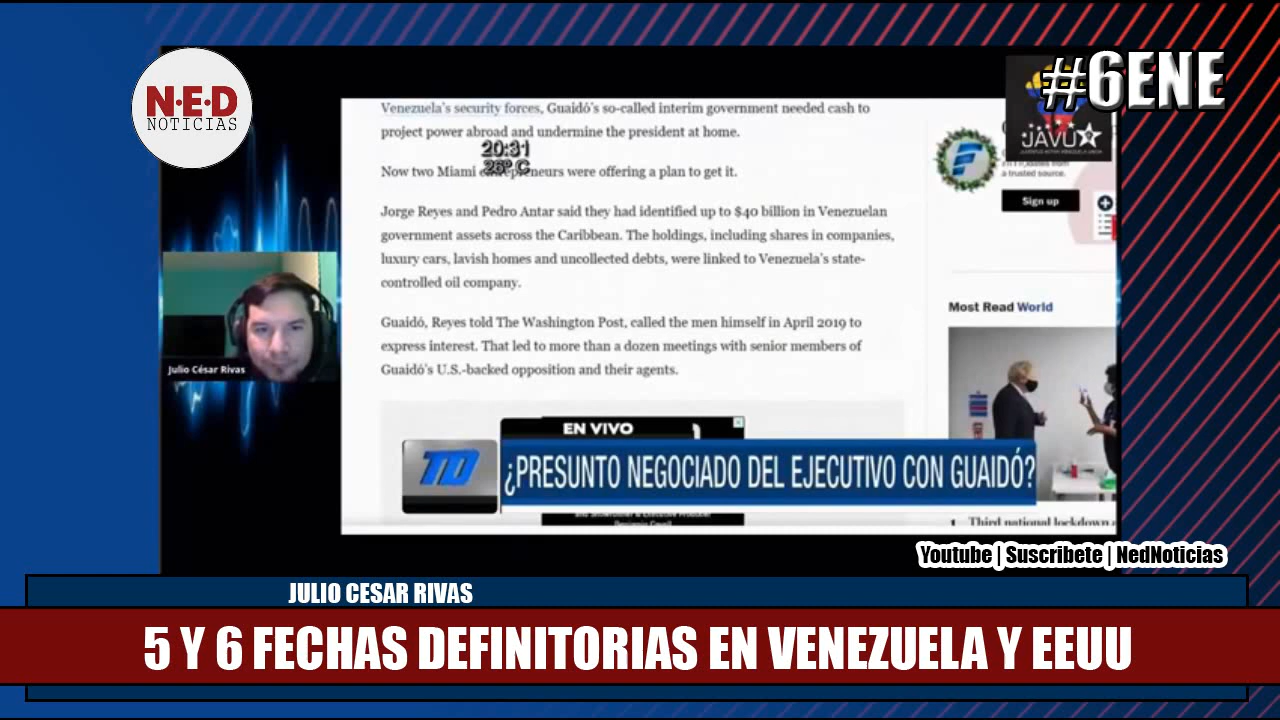 N·E·D
NOTICIAS
#6ENE
JAVU
Venezuela's security forces, Guaidó's so-called interim government needed cash to
project power abroad and undermine the president at home.
20:31
26º C
Now two Miami entrepreneurs were offering a plan to get it.
Jorge Reyes and Pedro Antar said they had identified up to $40 billion in Venezuelan
government assets across the Caribbean. The holdings, including shares in companies,
luxury cars, lavish homes and uncollected debts, were linked to Venezuela's state-
controlled oil company.
Guaidó, Reyes told The Washington Post, called the men himself in April 2019 to
express interest. That led to more than a dozen meetings with senior members of
Guaidó's U.S.-backed opposition and their agents.
a trusted source.
Sign up
Most Read World
Julio César Rivas
EN VIVO
TD
¿PRESUNTO NEGOCIADO DEL EJECUTIVO CON GUAIDÓ?
1 Third national lockdown
Youtube | Suscribete | NedNoticias
JULIO CESAR RIVAS
5 Y 6 FECHAS DEFINITORIAS EN VENEZUELA Y EEUU